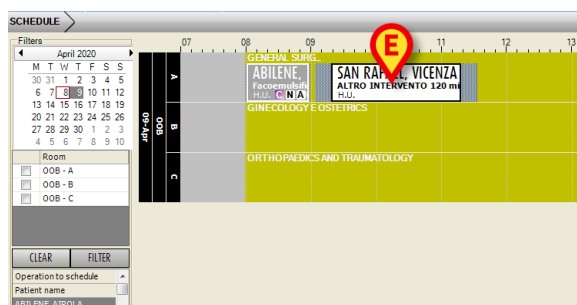 SCHEDULE
Filters
April 2020
M T W T F S S
30 31 1 2 3 4 5
6 7 8 9 10 11 12
13 14 15 16 17 18 19
20 21 22 23 24 25 26
27 28 29 30 1 2 3
4 5 6 7 8 9 10
Room
OOB - A
OOB - B
OOB - C
CLEAR FILTER
Operation to schedule
Patient name
ABILENE, AIROLA
07 08 09 11 12 13
E
09-Apr
OOB
A
B
C
GENERAL SURG..
ABILENE,
Facoemulsifi
H.U. C N A
SAN RAFAEL, VICENZA
ALTRO INTERVENTO 120 mi
H.U.
GINECOLOGY E OSTETRICS
ORTHOPAEDICS AND TRAUMATOLOGY